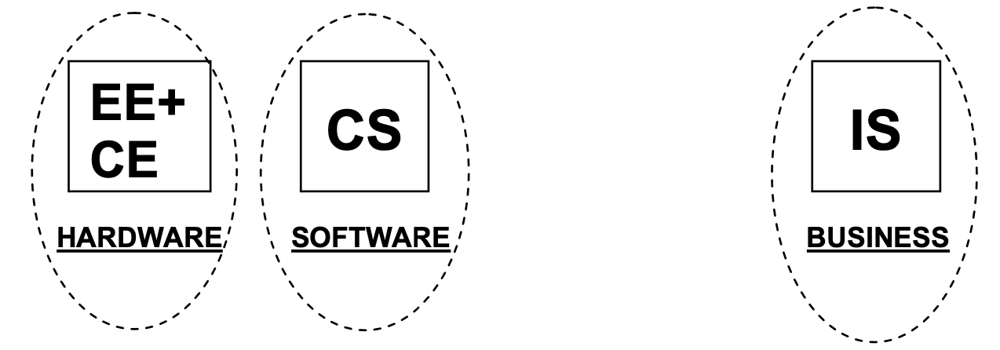 EE+
CE
CS
IS
HARDWARE
SOFTWARE
BUSINESS